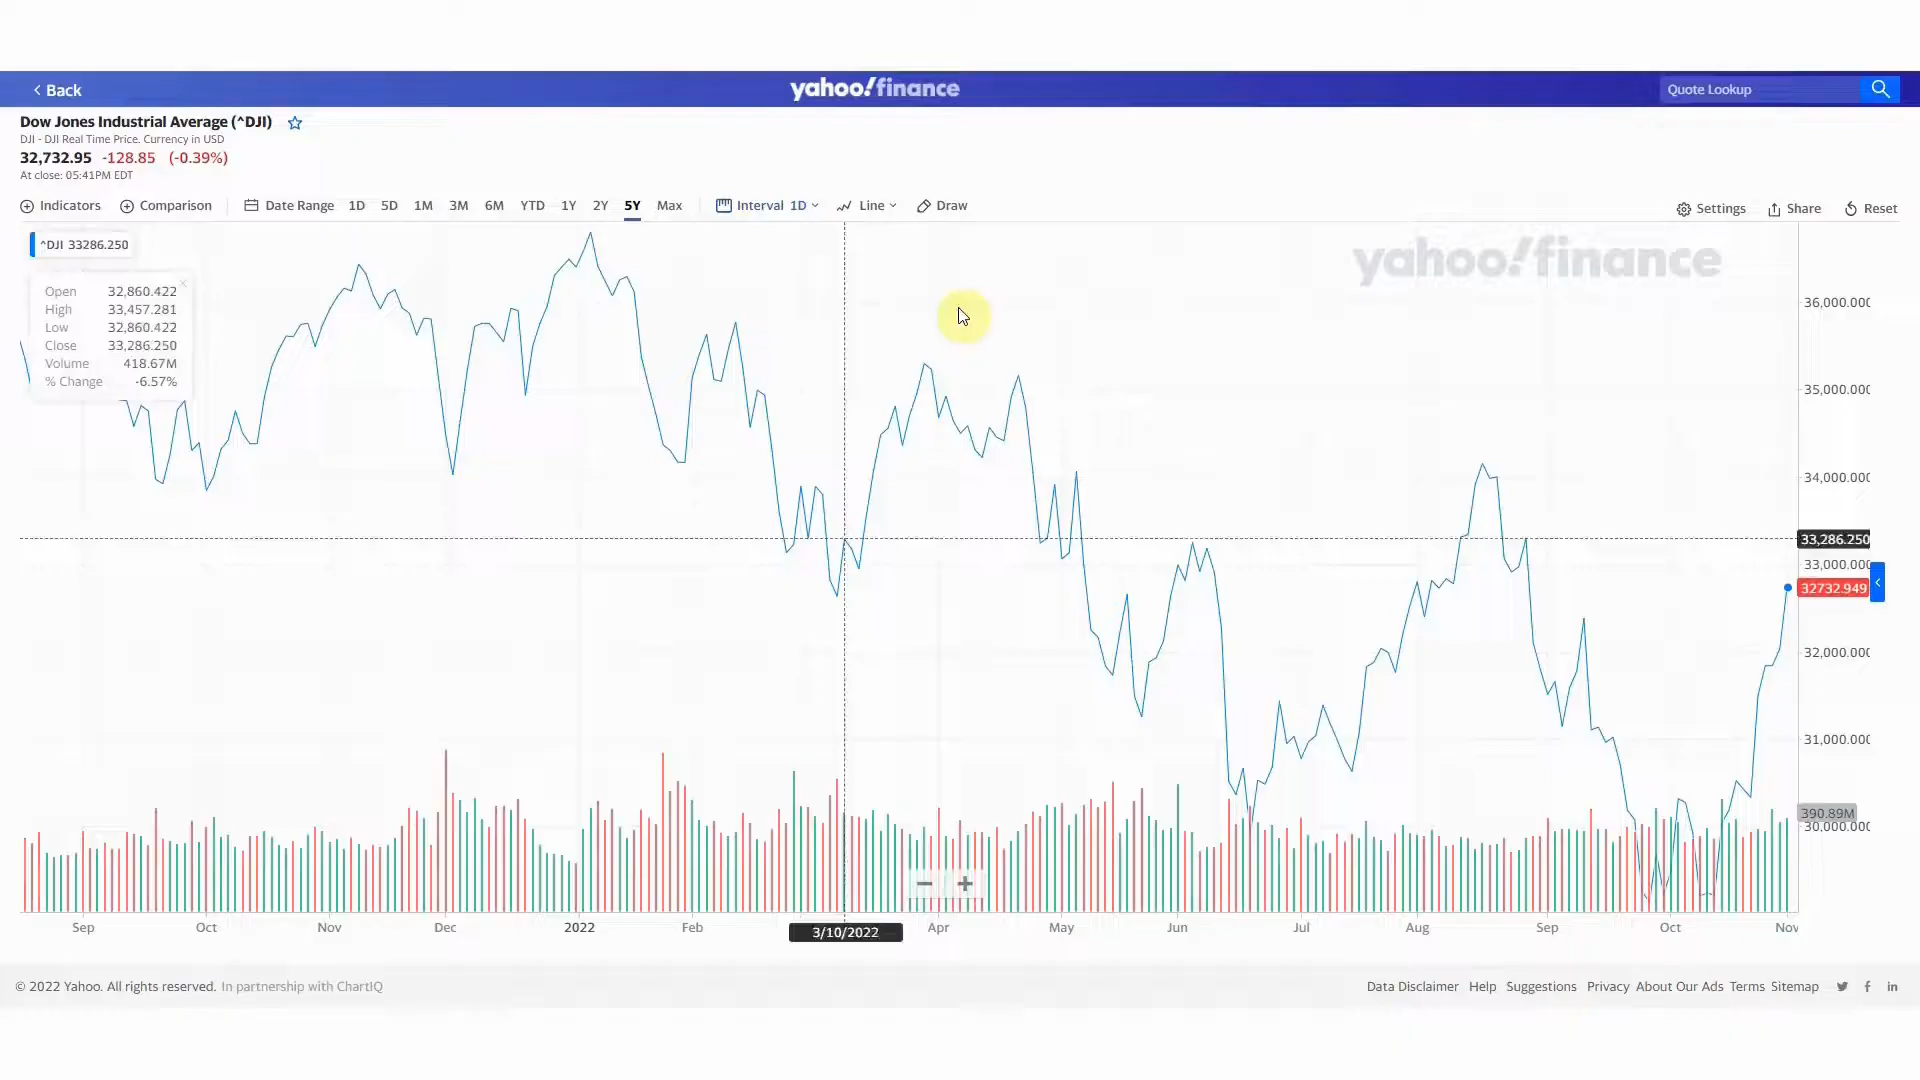 Back
yahoo!finance
Quote Lookup
Dow Jones Industrial Average (^DJI)
DJI - DJI Real Time Price. Currency in USD
32,732.95 -128.85 (-0.39%)
At close: 05:41PM EDT
Indicators Comparison Date Range 1D 5D 1M 3M 6M YTD 1Y 2Y 5Y Max Interval 1D Line Draw
Settings Share Reset
^DJI 33286.250
yahoo!finance
Open 32,860.422
High 33,457.281
Low 32,860.422
Close 33,286.250
Volume 418.67M
% Change -6.57%
36,000.000
35,000.000
34,000.000
33,286.250
33,000.000
32732.949
32,000.000
31,000.000
390.89M
30,000.000
Sep Oct Nov Dec 2022 Feb 3/10/2022 Apr May Jun Jul Aug Sep Oct Nov
© 2022 Yahoo. All rights reserved. In partnership with ChartIQ
Data Disclaimer Help Suggestions Privacy About Our Ads Terms Sitemap